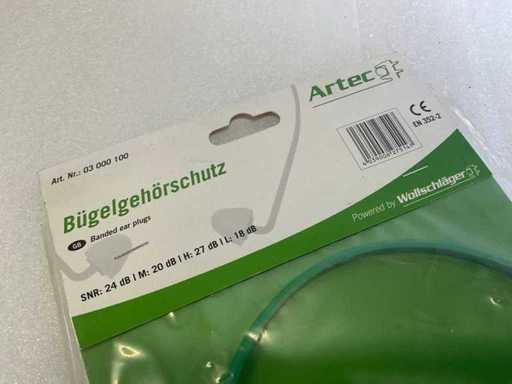 Artec
Art. Nr.: 03 000 100
CE
EN 352-2
Bügelgehörschutz
GB Banded ear plugs
SNR: 24 dB I M: 20 dB I H: 27 dB I L: 18 dB
Powered by Wollschläger